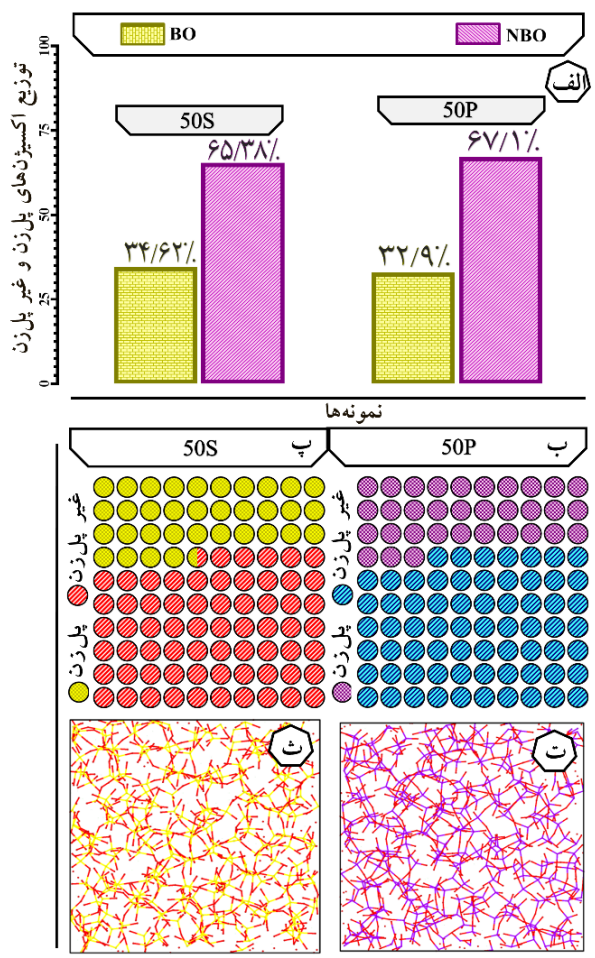 BO
NBO
الف
توزیع اکسیژن‌های پل‌زن و غیر پل‌زن
100
75
50
25
0
50S
50P
۳۴/۶۲٪
۶۵/۳۸٪
۳۲/۹٪
۶۷/۱٪
نمونه‌ها
50S
پ
50P
ب
غیر پل‌زن
پل‌زن
غیر پل‌زن
پل‌زن
ث
ت